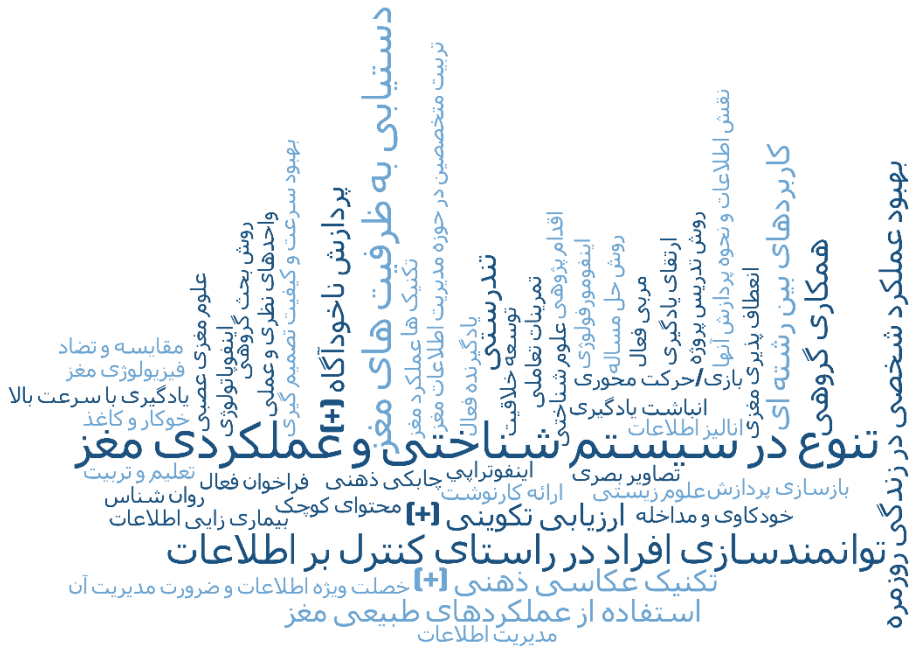 دستیابی به ظرفیت های مغز
تربیت متخصصین در حوزه مدیریت اطلاعات مغز
نقش اطلاعات و نحوه پردازش آنها
بهبود سرعت و کیفیت تصمیم گیری
کاربردهای بین رشته ای
بهبود عملکرد شخصی در زندگی روزمره
پردازش ناخودآگاه (+)
واحدهای نظری و عملی
روش بحث گروهی
علوم مغزی عصبی
اینفوپاتولوژی
تکنیک ها عملکرد مغز
یادگیرنده فعال
تندرستی
توسعه خلاقیت
تمرینات تعاملی
اقدام پژوهی علوم شناختی
اینفومورفولوژی
روش حل مساله
مربی فعال
ارتقای یادگیری
روش تدریس پروژه
انعطاف پذیری مغزی
همکاری گروهی
مقایسه و تضاد
فیزیولوژی مغز
یادگیری با سرعت بالا
خوکار و کاغذ
بازی/حرکت محوری
انباشت یادگیری
انالیز اطلاعات
تنوع در سیستم شناختی و عملکردی مغز
تعلیم و تربیت
فراخوان فعال
چابکی ذهنی
اینفوتراپي
تصاویر بصری
روان شناس
محتوای کوچک
ارائه کارنوشت
علوم زیستی
بازسازی پردازش
بیماری زایی اطلاعات
ارزیابی تکوینی (+)
خودکاوی و مداخله
توانمندسازی افراد در راستای کنترل بر اطلاعات
تکنیک عکاسی ذهنی (+)
خصلت ویژه اطلاعات و ضرورت مدیریت آن
استفاده از عملکردهای طبیعی مغز
مدیریت اطلاعات